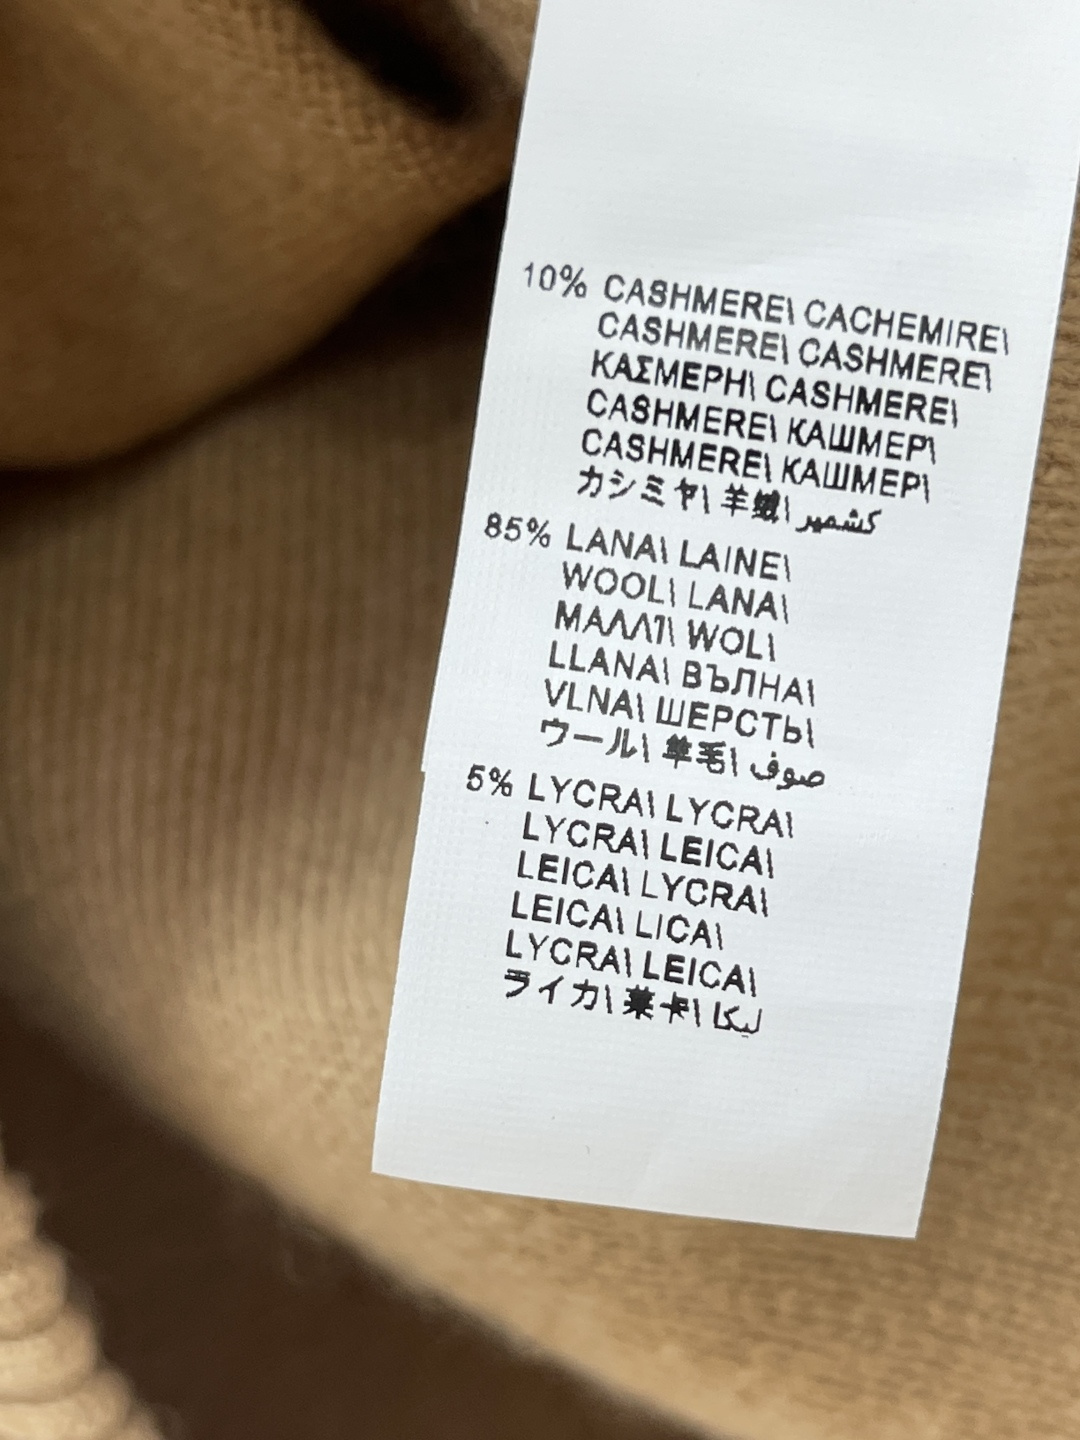 10% CASHMERE\ CACHEMIRE\
CASHMERE\ CASHMERE\
ΚΑΣΜΕΡΗ\ CASHMERE\
CASHMERE\ КАШМЕР\
CASHMERE\ КАШМЕР\
カシミヤ\ 羊绒\ كشمير
85% LANA\ LAINE\
WOOL\ LANA\
ΜΑΛΛΊ\ WOL\
LLANA\ ВЪЛНА\
VLNA\ ШЕРСТЬ\
ウール\ 羊毛\ صوف
5% LYCRA\ LYCRA\
LYCRA\ LEICA\
LEICA\ LYCRA\
LEICA\ LICA\
LYCRA\ LEICA\
ライカ\ 莱卡\ ليكا